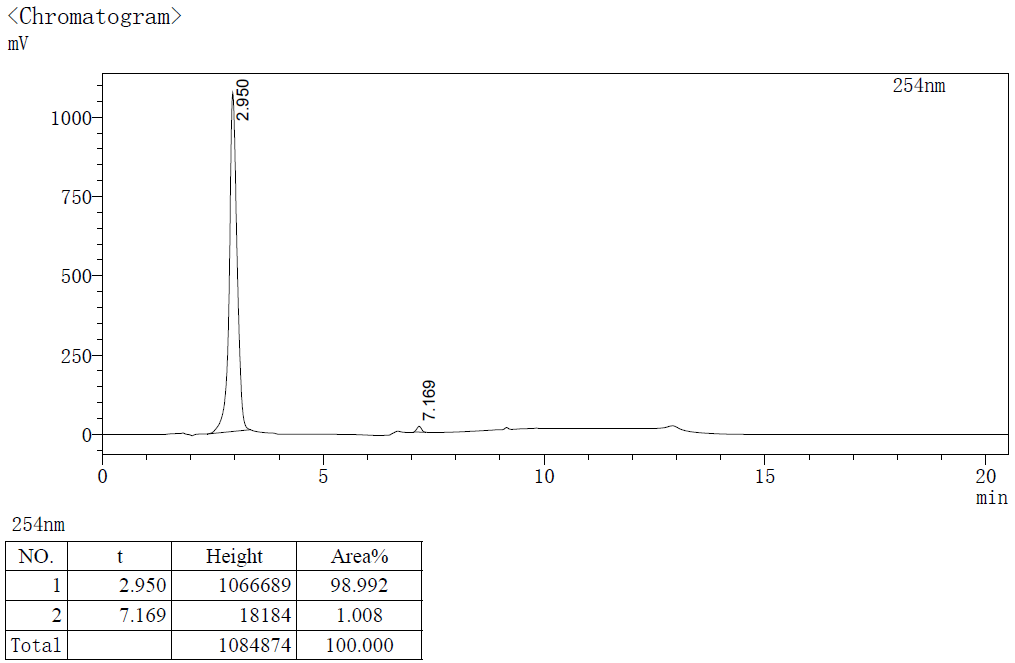 <Chromatogram>
mV
254nm
2.950
1000
750
500
7.169
250
0
0 5 10 15 20
min
254nm
NO. t Height Area%
1 2.950 1066689 98.992
2 7.169 18184 1.008
Total 1084874 100.000